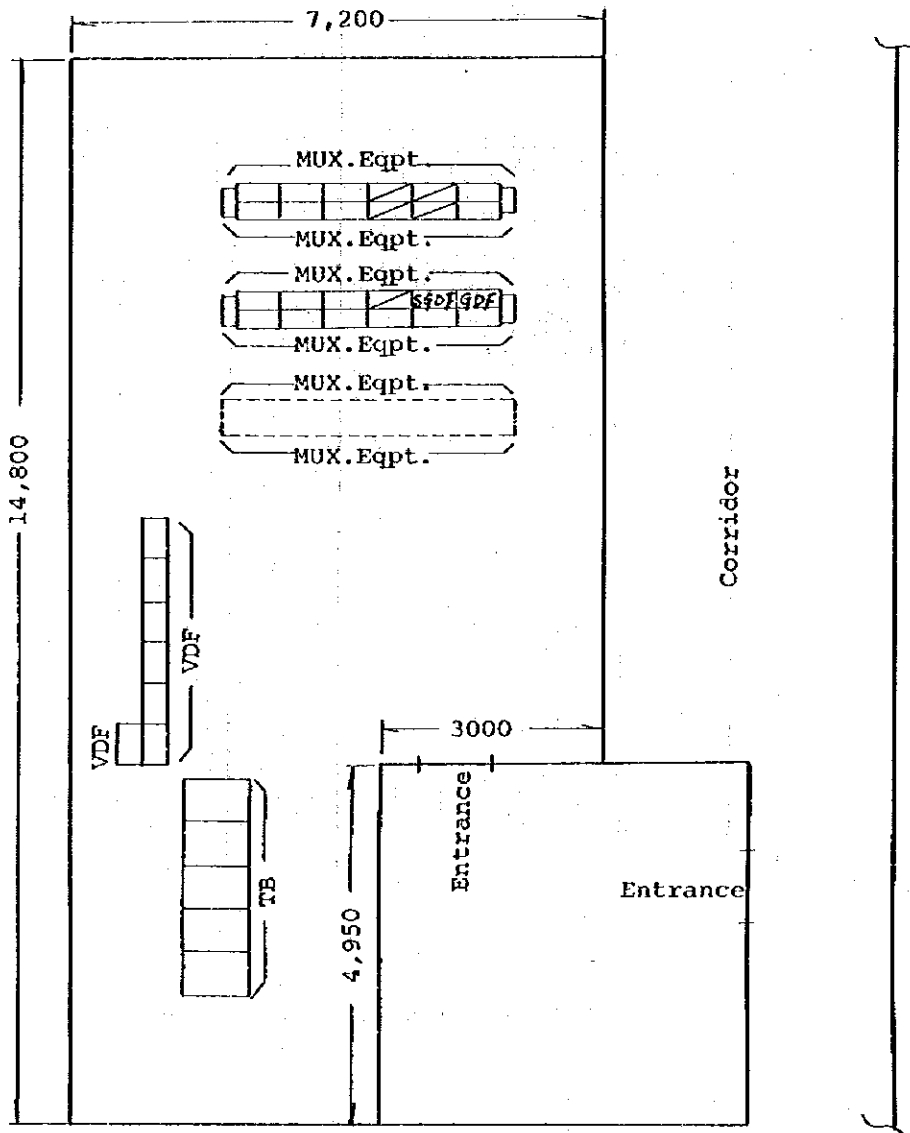 7,200
MUX.Eqpt.
MUX.Eqpt.
MUX.Eqpt.
SGDF GDF
MUX.Eqpt.
MUX.Eqpt.
MUX.Eqpt.
14,800
Corridor
VDF
VDF
3000
Entrance
TB
Entrance
4,950